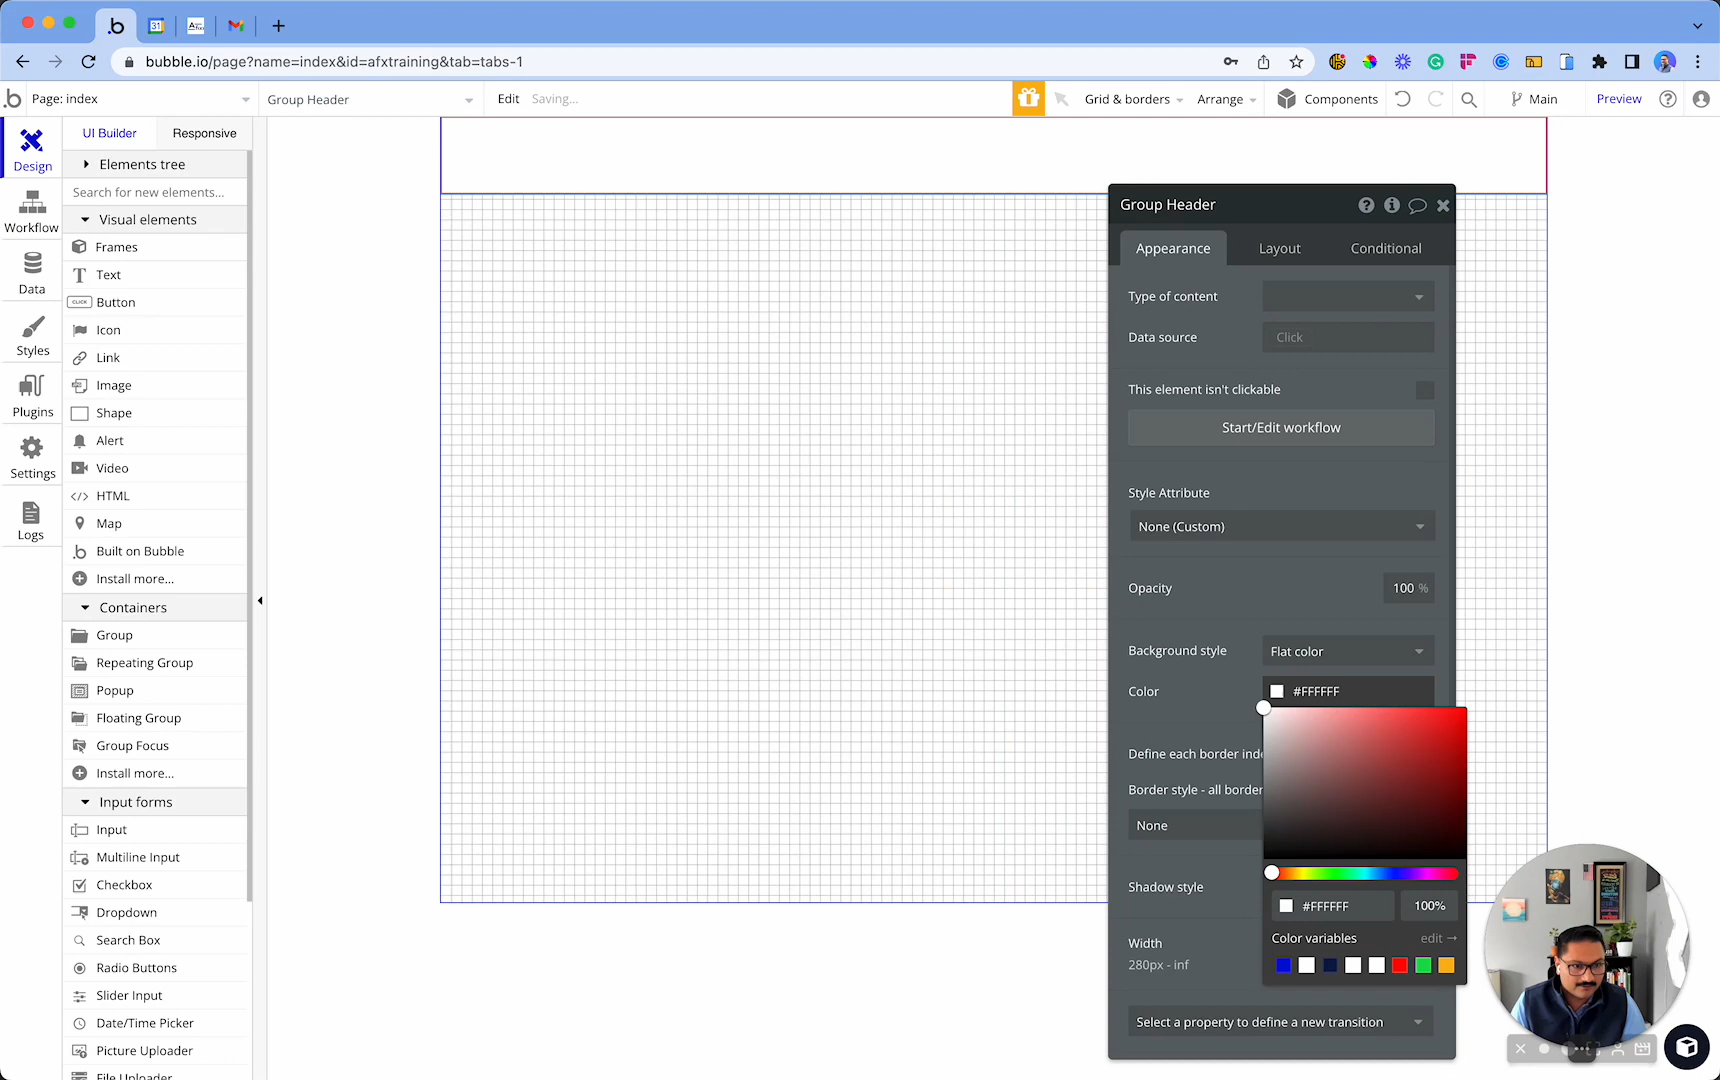 31
bubble.io/page?name=index&id=afxtraining&tab=tabs-1
Page: index
Group Header
Edit
Saving...
Grid & borders
Arrange
Components
Main
Preview
Design
Workflow
Data
Styles
Plugins
Settings
Logs
UI Builder
Responsive
Elements tree
Search for new elements...
Visual elements
Frames
Text
CLICK
Button
Icon
Link
Image
Shape
Alert
Video
HTML
Map
Built on Bubble
Install more...
Containers
Group
Repeating Group
Popup
Floating Group
Group Focus
Install more...
Input forms
Input
Multiline Input
Checkbox
Dropdown
Search Box
Radio Buttons
Slider Input
Date/Time Picker
Picture Uploader
File Uploader
Group Header
Appearance
Layout
Conditional
Type of content
Data source
Click
This element isn't clickable
Start/Edit workflow
Style Attribute
None (Custom)
Opacity
100 %
Background style
Flat color
Color
#FFFFFF
Define each border inde
Border style - all border
None
#FFFFFF
100%
Shadow style
Color variables
edit →
Width
280px - inf
Select a property to define a new transition